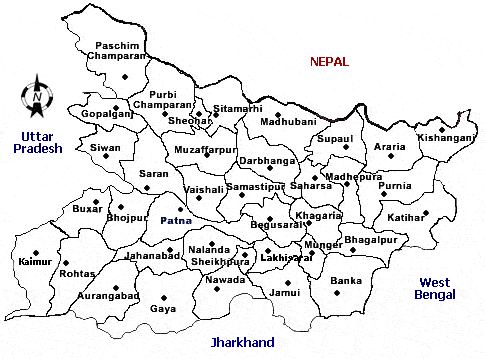 Paschim
Champaran
NEPAL
N
Purbi
Champaran
Gopalganj
Sheohar
Sitamarhi
Madhubani
Uttar
Pradesh
Siwan
Muzaffarpur
Darbhanga
Supaul
Araria
Kishanganj
Saran
Vaishali
Samastipur
Saharsa
Madhepura
Purnia
Buxar
Bhojpur
Patna
Begusarai
Khagaria
Katihar
Kaimur
Rohtas
Jahanabad
Nalanda
Sheikhpura
Lakhisarai
Munger
Bhagalpur
Aurangabad
Gaya
Nawada
Jamui
Banka
West
Bengal
Jharkhand